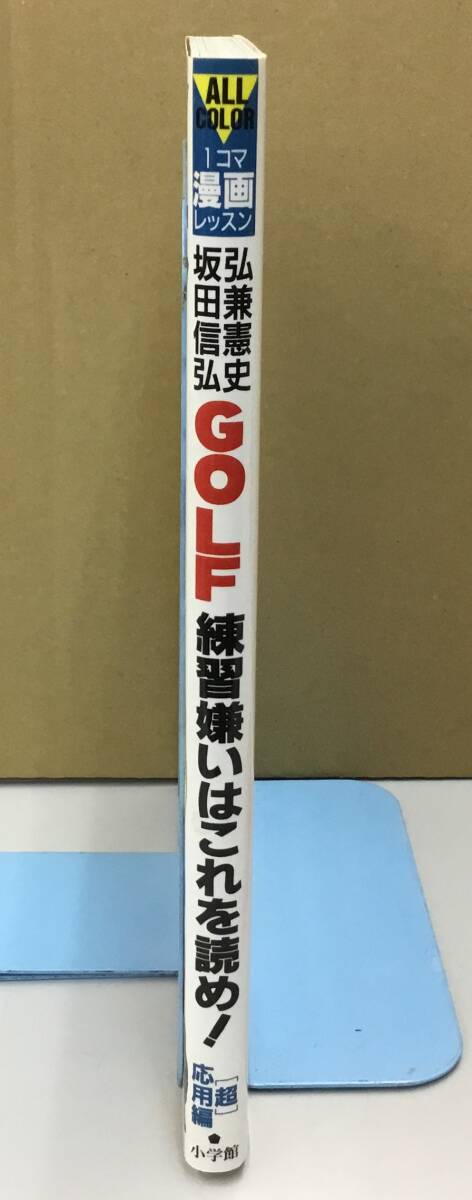 ALL
COLOR
1コマ
漫画
レッスン
弘兼憲史
坂田信弘
GOLF
練習嫌いはこれを読め!
[超]
応用編
小学館